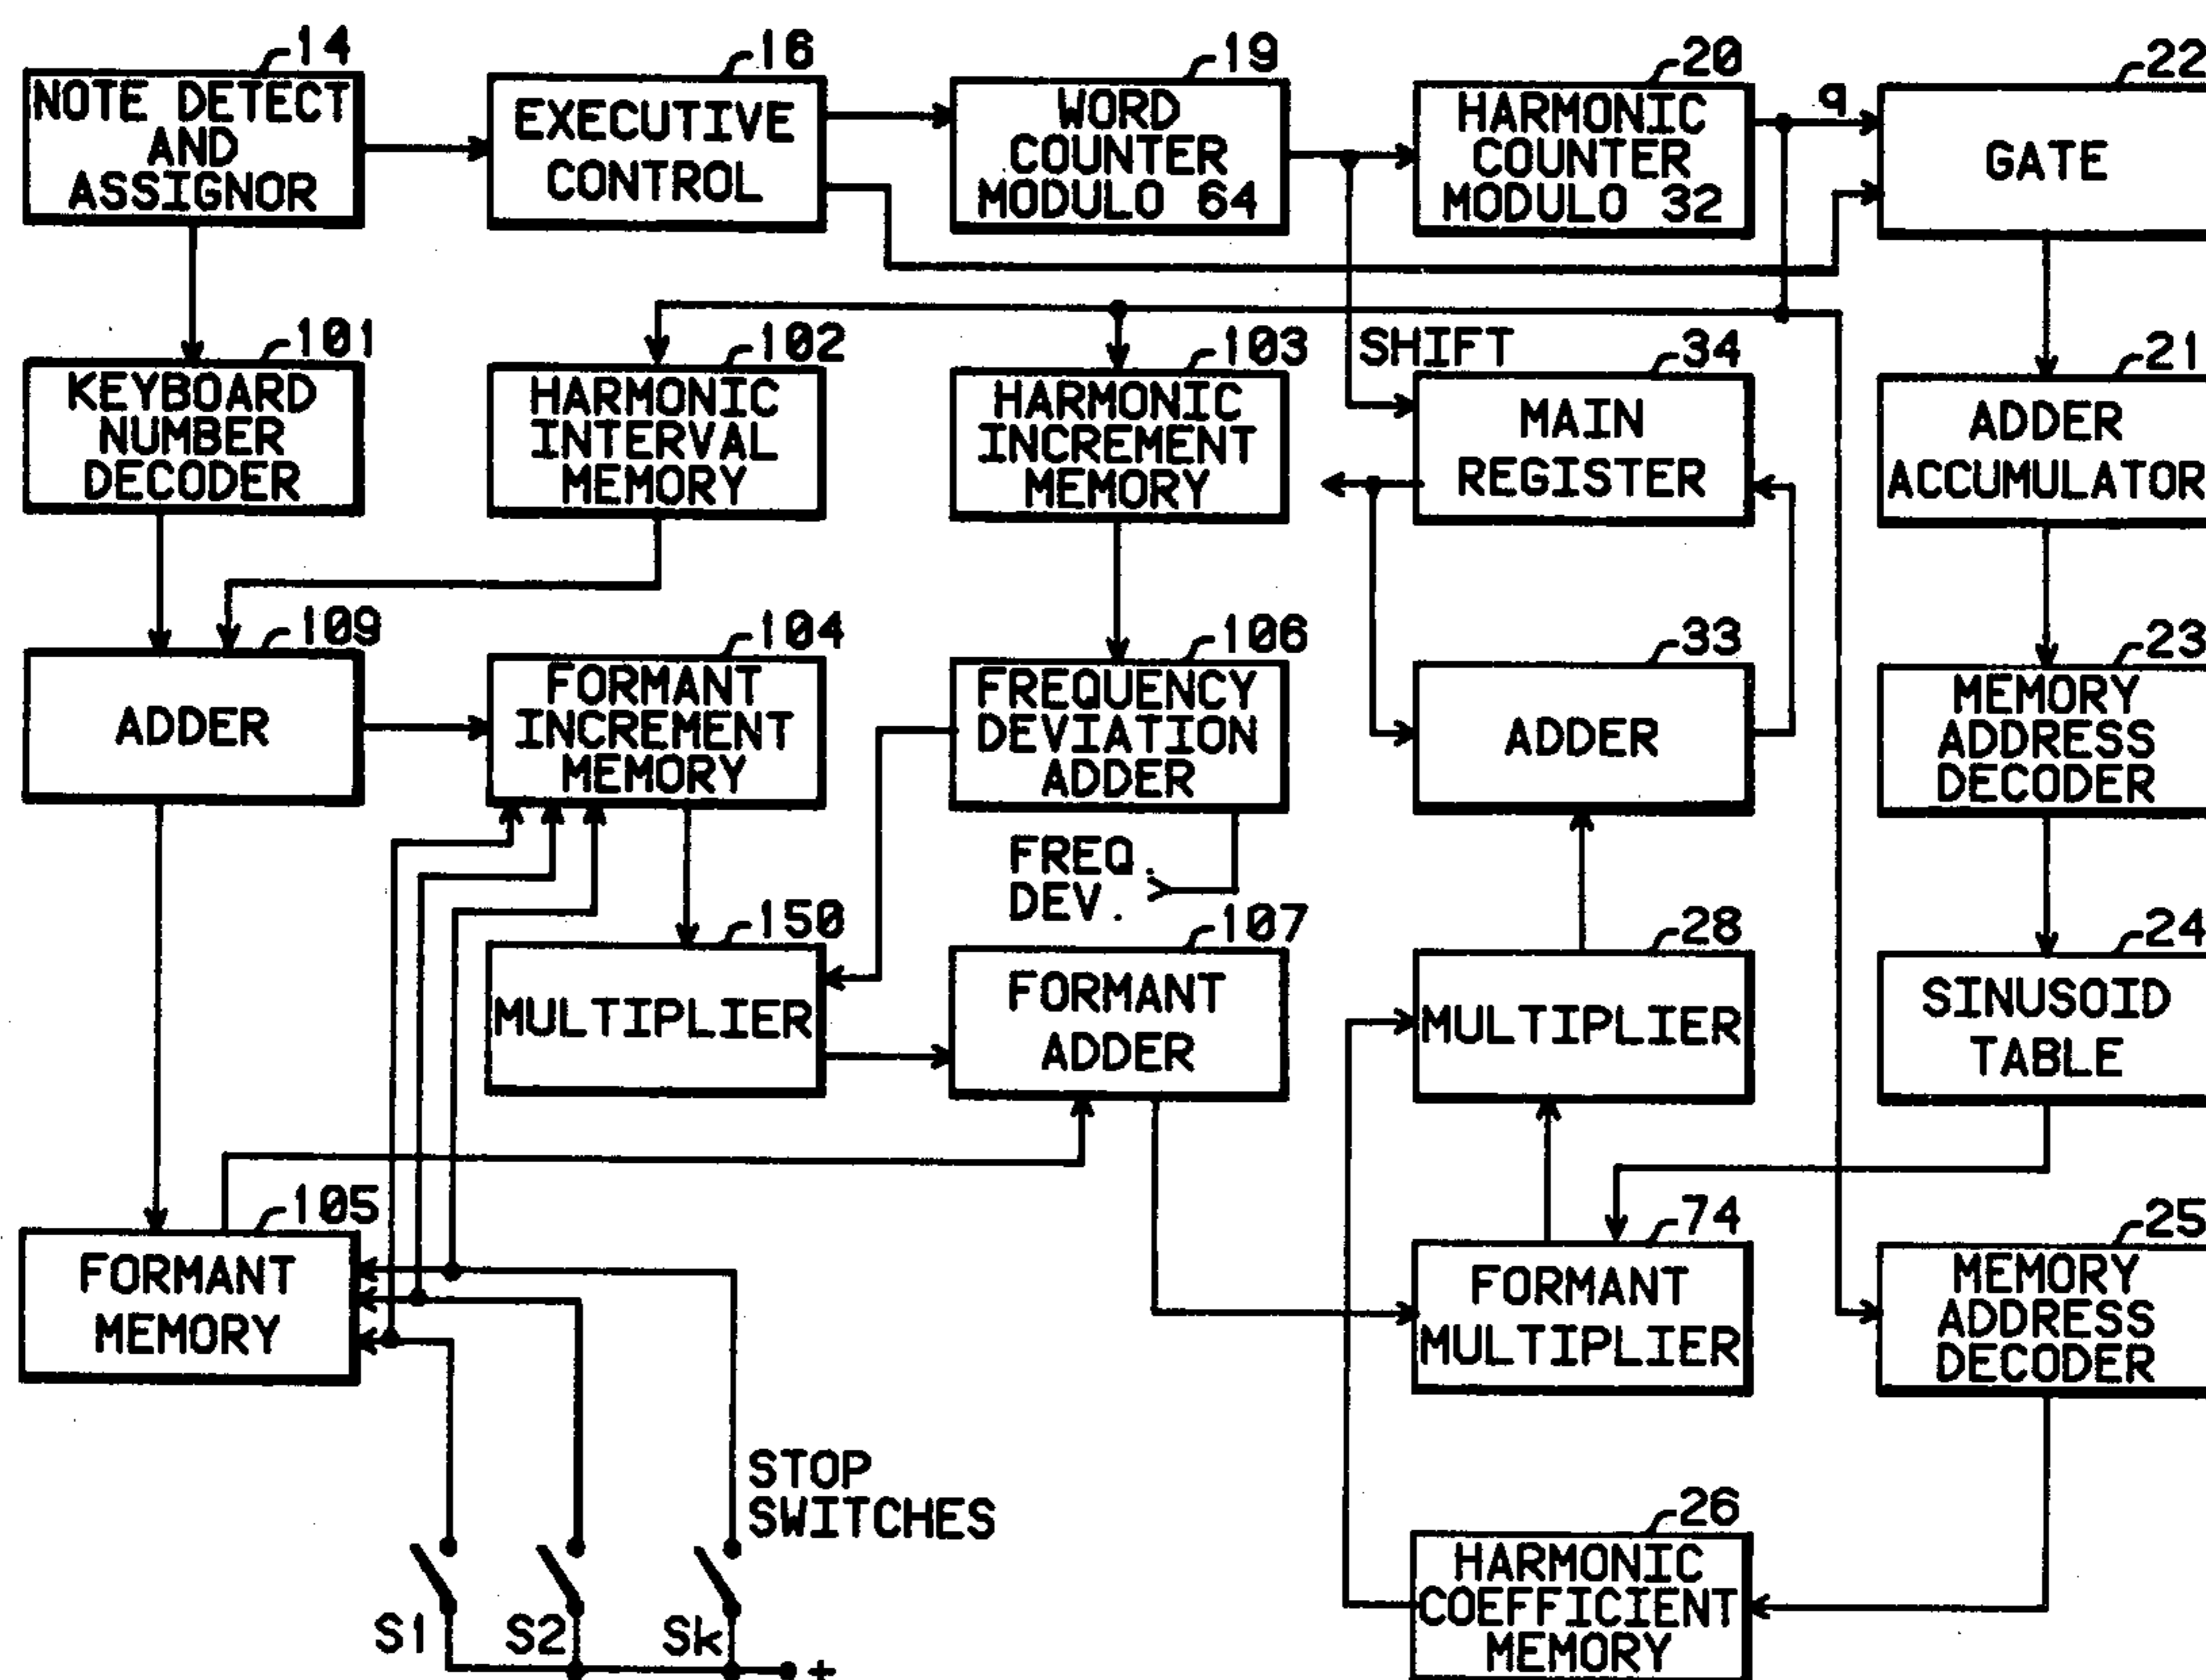 14
NOTE DETECT
AND
ASSIGNOR
16
EXECUTIVE
CONTROL
19
WORD
COUNTER
MODULO 64
20
HARMONIC
COUNTER
MODULO 32
q
22
GATE
101
KEYBOARD
NUMBER
DECODER
102
HARMONIC
INTERVAL
MEMORY
103
HARMONIC
INCREMENT
MEMORY
SHIFT
34
MAIN
REGISTER
21
ADDER
ACCUMULATOR
109
ADDER
104
FORMANT
INCREMENT
MEMORY
106
FREQUENCY
DEVIATION
ADDER
33
ADDER
23
MEMORY
ADDRESS
DECODER
FREQ.
DEV.
150
MULTIPLIER
107
FORMANT
ADDER
28
MULTIPLIER
24
SINUSOID
TABLE
105
FORMANT
MEMORY
74
FORMANT
MULTIPLIER
25
MEMORY
ADDRESS
DECODER
STOP
SWITCHES
S1
S2
Sk
+
26
HARMONIC
COEFFICIENT
MEMORY